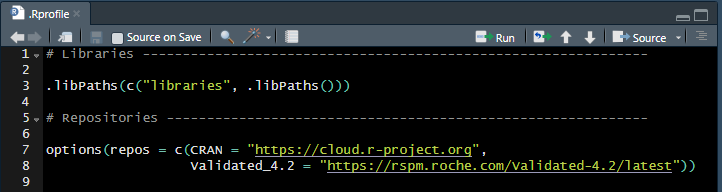 .Rprofile
Source on Save
Run
Source
1 # Libraries ----------------------------------------------------------------
2
3 .libPaths(c("libraries", .libPaths()))
4
5 # Repositories -------------------------------------------------------------
6
7 options(repos = c(CRAN = "https://cloud.r-project.org",
8 Validated_4.2 = "https://rspm.roche.com/Validated-4.2/latest"))
9